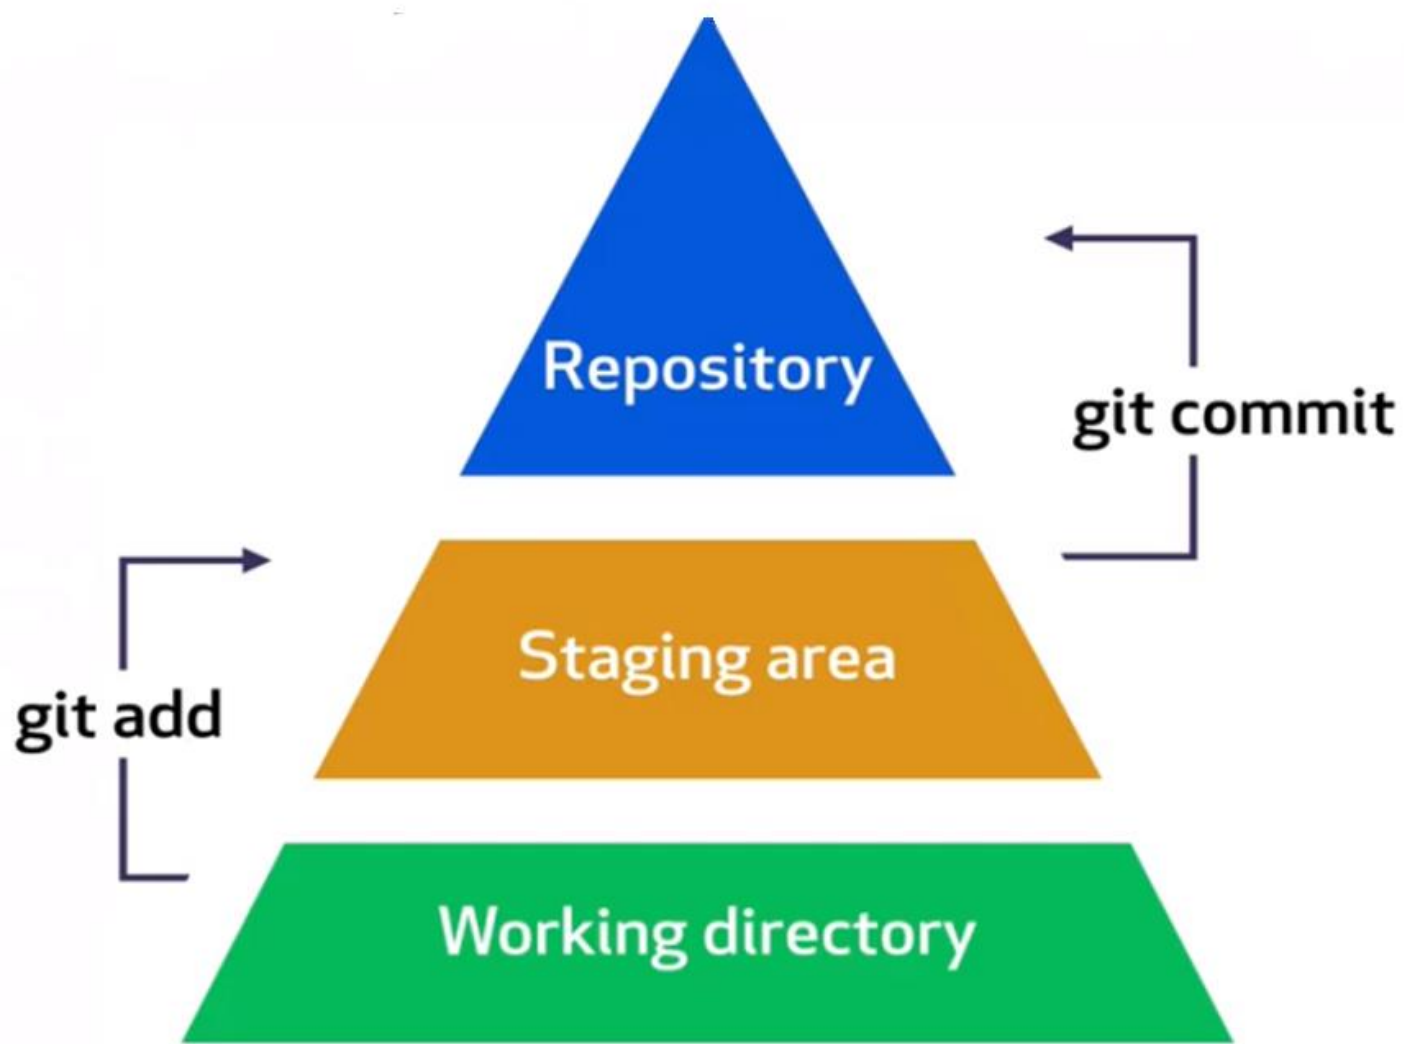 Repository
git commit
Staging area
git add
Working directory